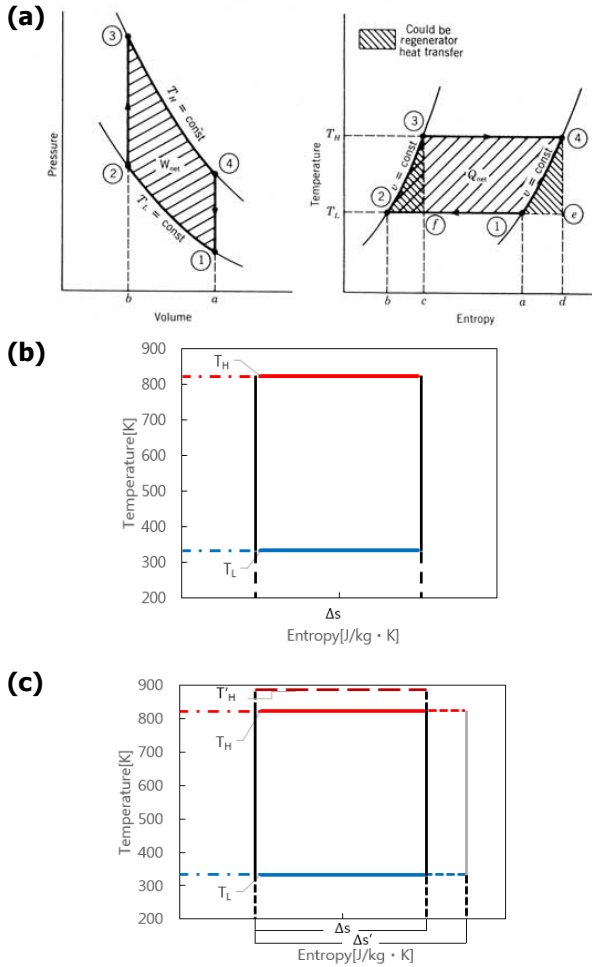 (a)
Could be
regenerator
heat transfer
Pressure
3
T_H = const
W_net
4
2
T_L = const
1
b
a
Volume
Temperature
T_H
T_L
3
4
v = const
Q_net
v = const
2
f
1
e
b
c
a
d
Entropy
(b)
Temperature[K]
900
800
700
600
500
400
300
200
T_H
T_L
Δs
Entropy[J/kg・K]
(c)
Temperature[K]
900
800
700
600
500
400
300
200
T'_H
T_H
T_L
Δs
Δs'
Entropy[J/kg・K]